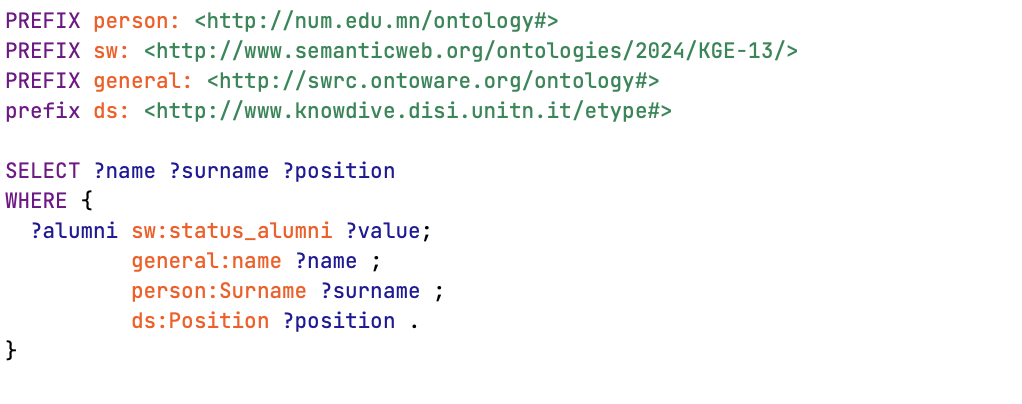 PREFIX person: <http://num.edu.mn/ontology#>
PREFIX sw: <http://www.semanticweb.org/ontologies/2024/KGE-13/>
PREFIX general: <http://swrc.ontoware.org/ontology#>
prefix ds: <http://www.knowdive.disi.unitn.it/etype#>
SELECT ?name ?surname ?position
WHERE {
?alumni sw:status_alumni ?value;
general:name ?name ;
person:Surname ?surname ;
ds:Position ?position .
}